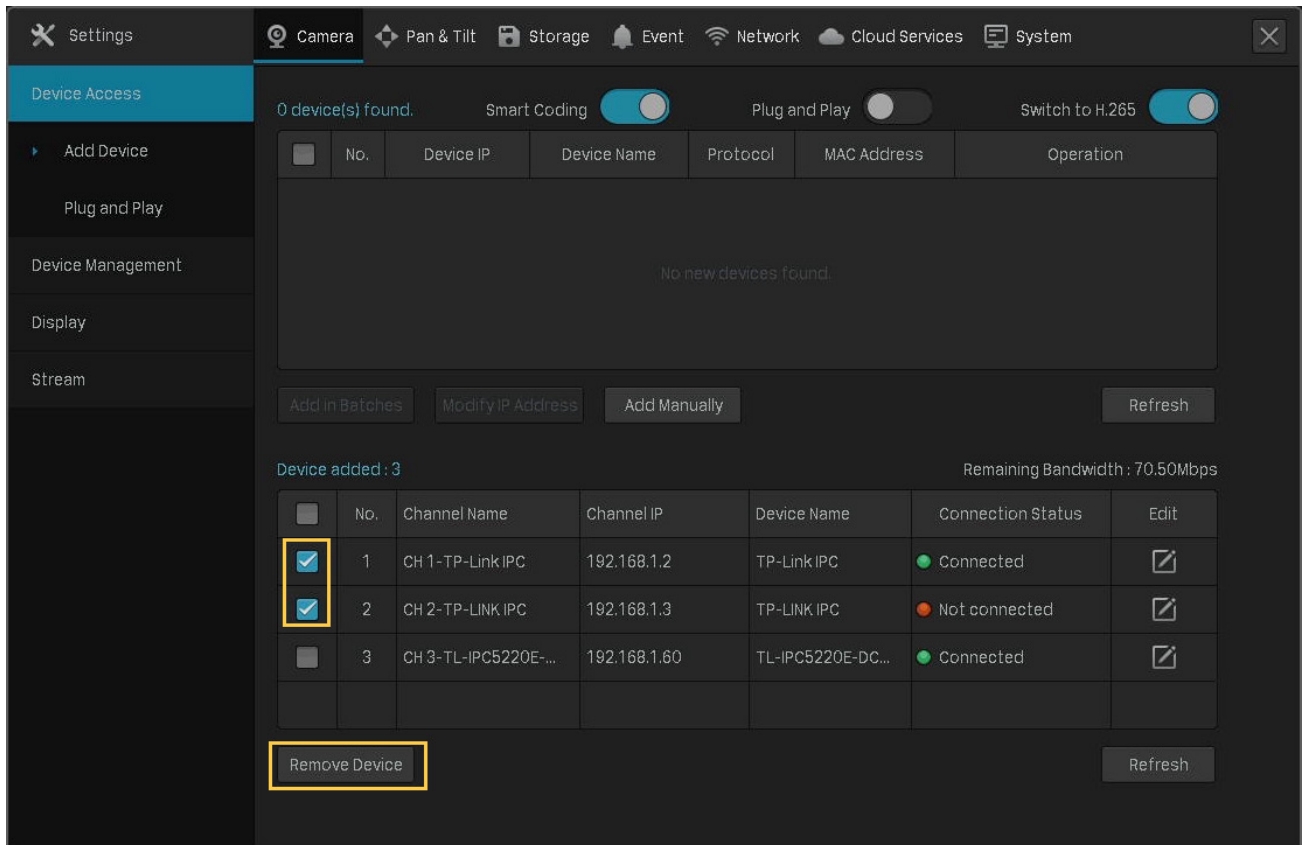 Settings Camera Pan & Tilt Storage Event Network Cloud Services System
Device Access
Add Device
Plug and Play
Device Management
Display
Stream
0 device(s) found. Smart Coding Plug and Play Switch to H.265
No. Device IP Device Name Protocol MAC Address Operation
No new devices found.
Add in Batches Modify IP Address Add Manually Refresh
Device added : 3 Remaining Bandwidth : 70.50Mbps
No. Channel Name Channel IP Device Name Connection Status Edit
1 CH 1-TP-Link IPC 192.168.1.2 TP-Link IPC Connected
2 CH 2-TP-LINK IPC 192.168.1.3 TP-LINK IPC Not connected
3 CH 3-TL-IPC5220E-... 192.168.1.60 TL-IPC5220E-DC... Connected
Remove Device Refresh